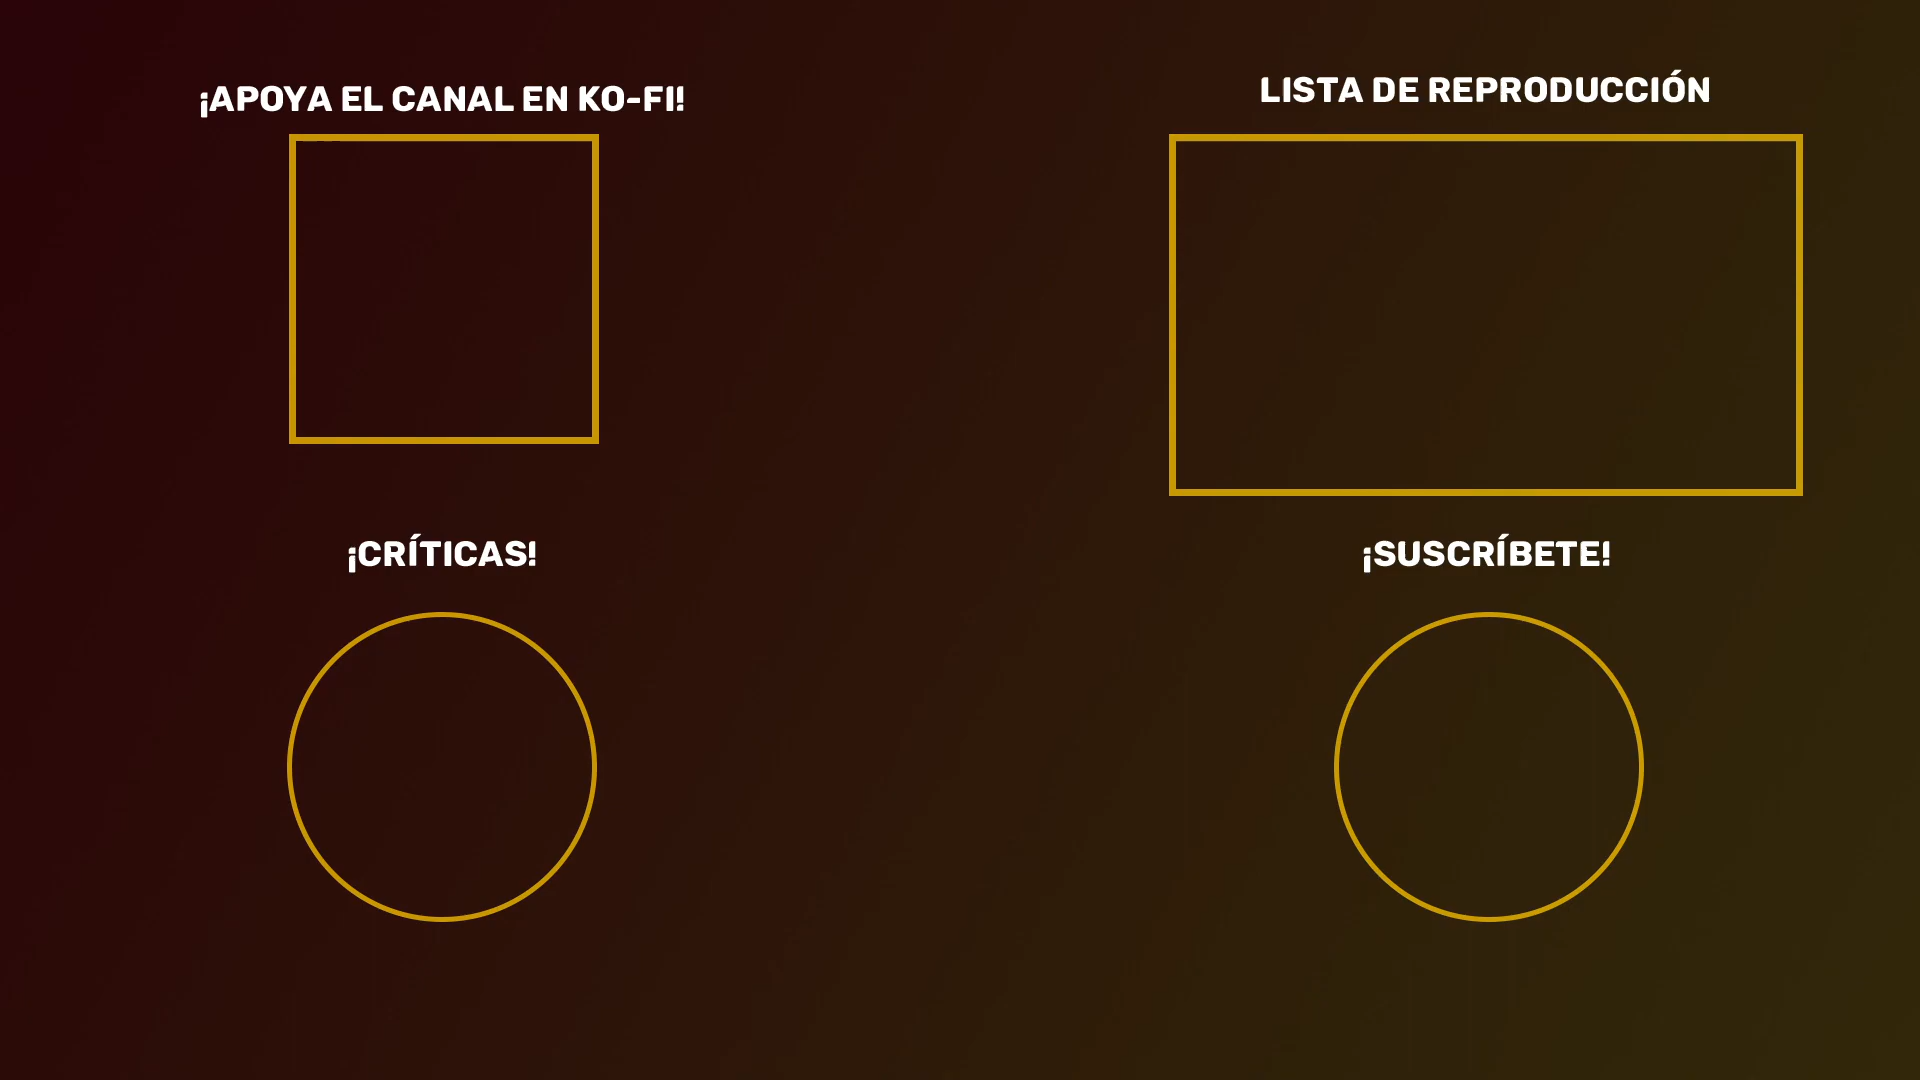 ¡APOYA EL CANAL EN KO-FI!
LISTA DE REPRODUCCIÓN
¡CRÍTICAS!
¡SUSCRÍBETE!